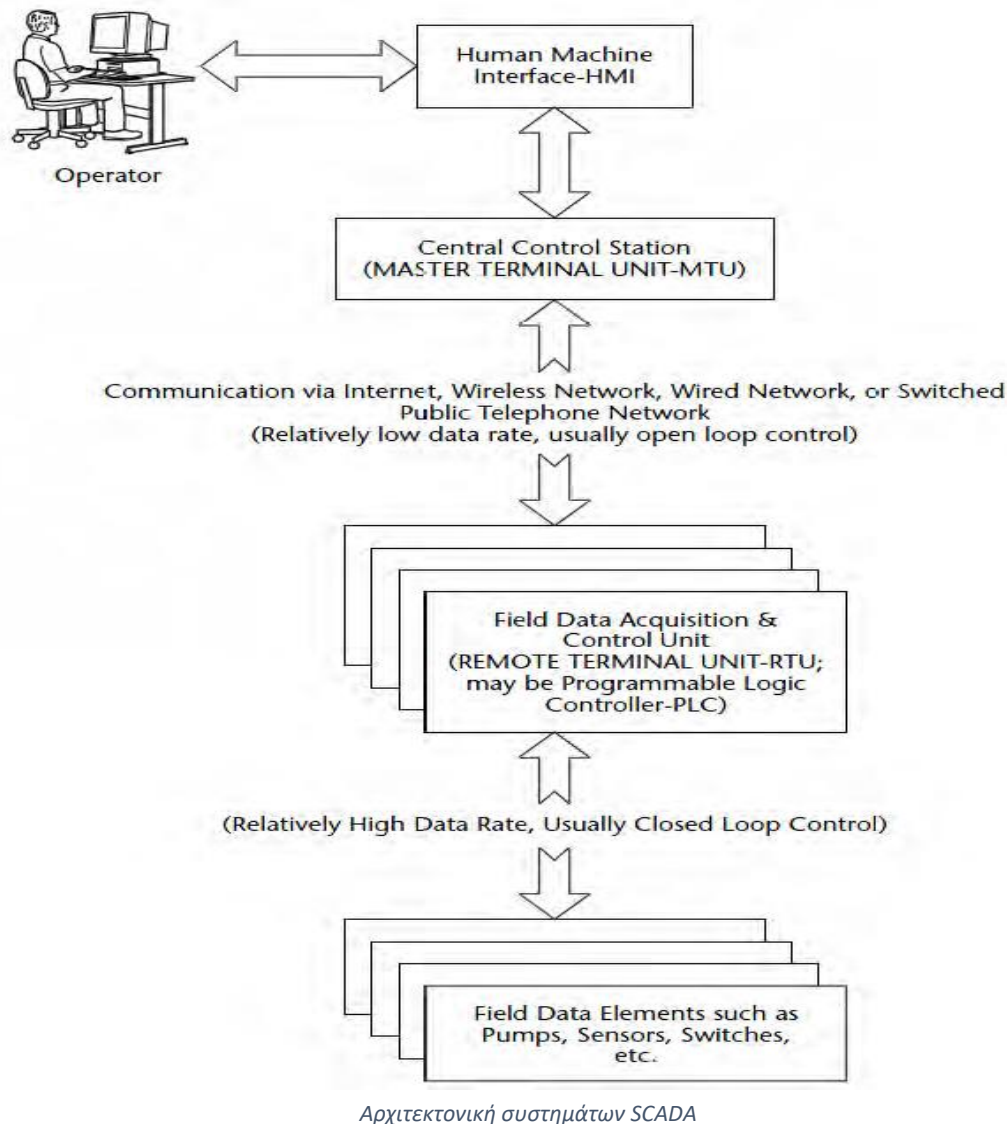 Operator
Human Machine
Interface-HMI
Central Control Station
(MASTER TERMINAL UNIT-MTU)
Communication via Internet, Wireless Network, Wired Network, or Switched
Public Telephone Network
(Relatively low data rate, usually open loop control)
Field Data Acquisition &
Control Unit
(REMOTE TERMINAL UNIT-RTU;
may be Programmable Logic
Controller-PLC)
(Relatively High Data Rate, Usually Closed Loop Control)
Field Data Elements such as
Pumps, Sensors, Switches,
etc.
Αρχιτεκτονική συστημάτων SCADA